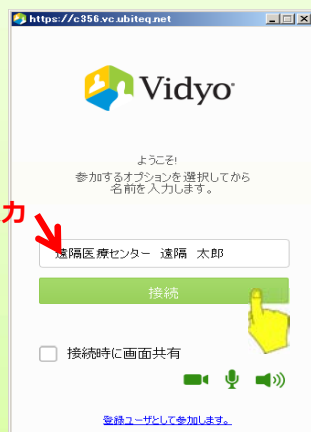 https://c356.vc.ubiteq.net
Vidyo
ようこそ!
参加するオプションを選択してから
名前を入力します。
力
遠隔医療センター 遠隔 太郎
接続
接続時に画面共有
登録ユーザとして参加します。